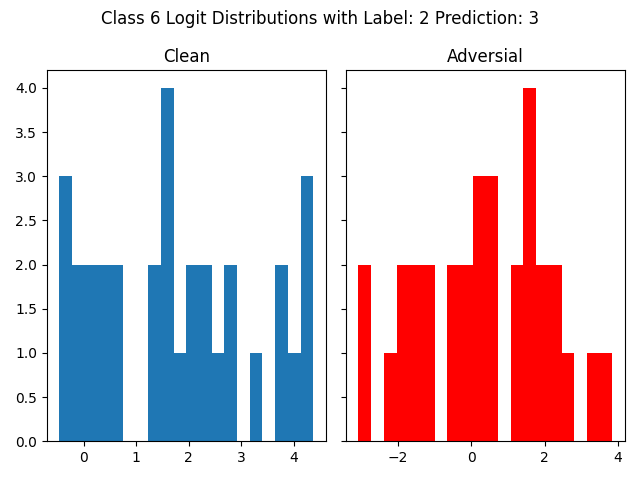 Class 6 Logit Distributions with Label: 2 Prediction: 3
Clean
Adversial
4.0
3.5
3.0
2.5
2.0
1.5
1.0
0.5
0.0
0 1 2 3 4
−2 0 2 4